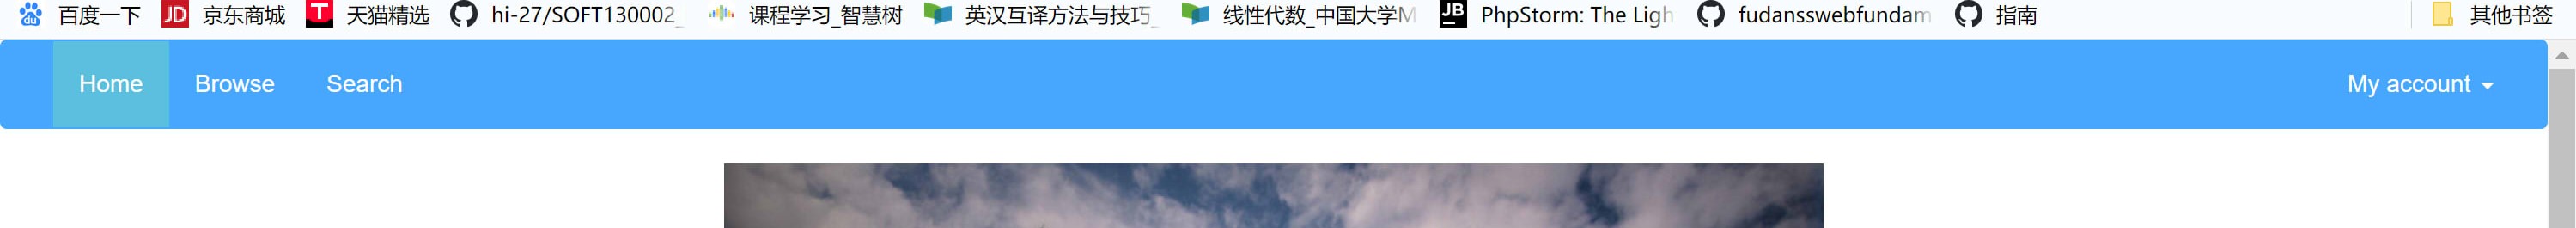 百度一下 JD 京东商城 T 天猫精选 hi-27/SOFT130002_ 课程学习_智慧树 英汉互译方法与技巧_ 线性代数_中国大学M JB PhpStorm: The Ligh fudansswebfundam 指南 其他书签
Home Browse Search My account